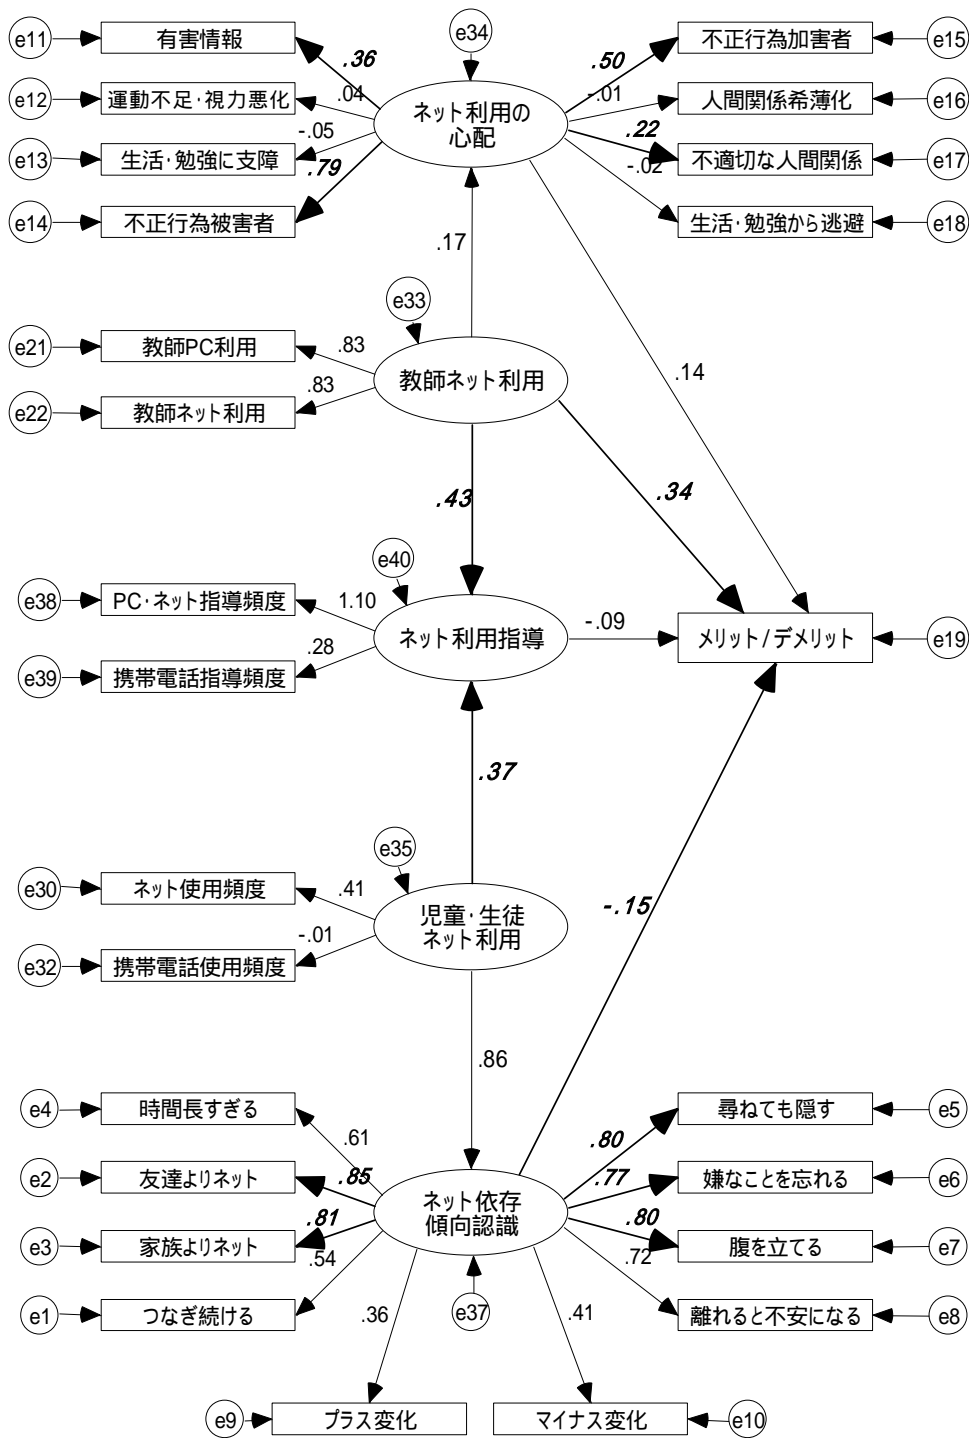 e11
有害情報
.36
e34
.50
不正行為加害者
e15
e12
運動不足･視力悪化
.04
ネット利用の
心配
-.01
人間関係希薄化
e16
e13
生活･勉強に支障
-.05
.22
不適切な人間関係
e17
.79
-.02
e14
不正行為被害者
生活･勉強から逃避
e18
.17
e33
e21
教師PC利用
.83
教師ネット利用
.14
e22
教師ネット利用
.83
.43
.34
e40
e38
PC･ネット指導頻度
1.10
ネット利用指導
-.09
メリット/デメリット
e19
e39
携帯電話指導頻度
.28
.37
e35
e30
ネット使用頻度
.41
児童･生徒
ネット利用
-.15
e32
携帯電話使用頻度
-.01
.86
e4
時間長すぎる
.61
.80
尋ねても隠す
e5
e2
友達よりネット
.85
ネット依存
傾向認識
.77
嫌なことを忘れる
e6
e3
家族よりネット
.81
.80
腹を立てる
e7
.54
.72
e1
つなぎ続ける
.36
e37
.41
離れると不安になる
e8
e9
プラス変化
マイナス変化
e10